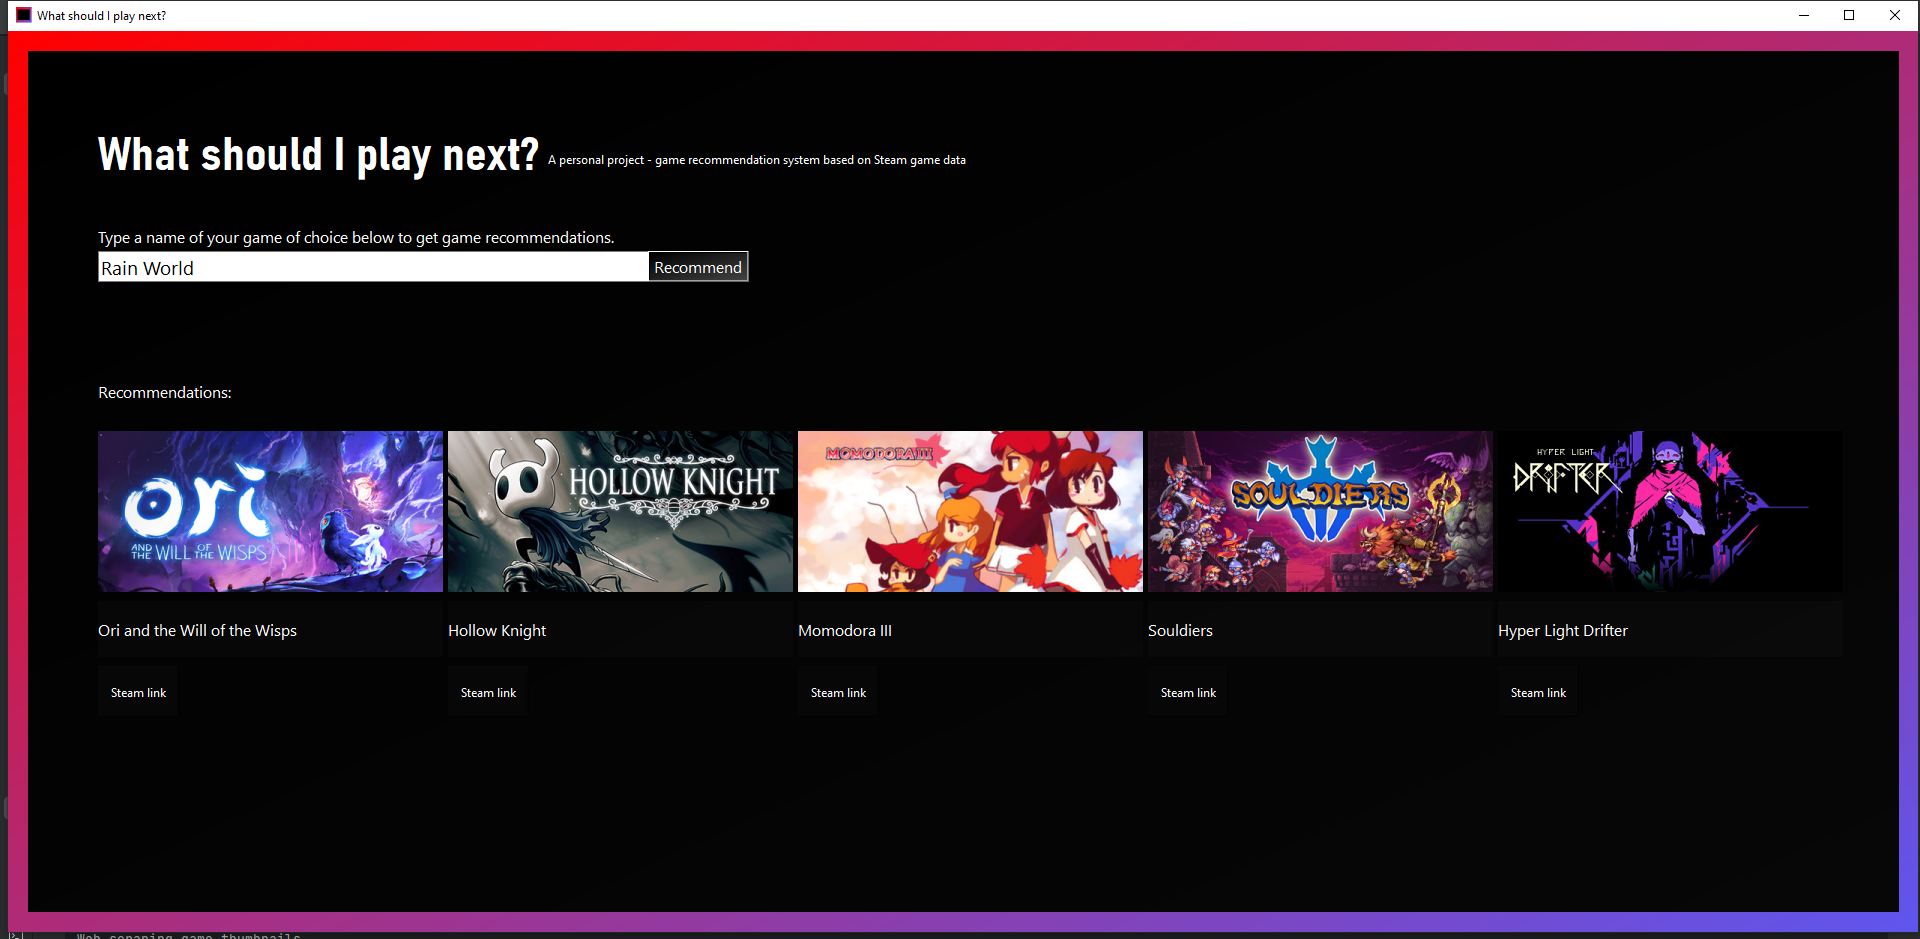 What should I play next?
What should I play next? A personal project - game recommendation system based on Steam game data
Type a name of your game of choice below to get game recommendations.
Rain World Recommend
Recommendations:
ori
AND THE WILL OF THE WISPS
HOLLOW KNIGHT
MOMODORA III
SOULDIERS
HYPER LIGHT
DRIFTER
Ori and the Will of the Wisps Hollow Knight Momodora III Souldiers Hyper Light Drifter
Steam link Steam link Steam link Steam link Steam link
Web scraping game thumbnails